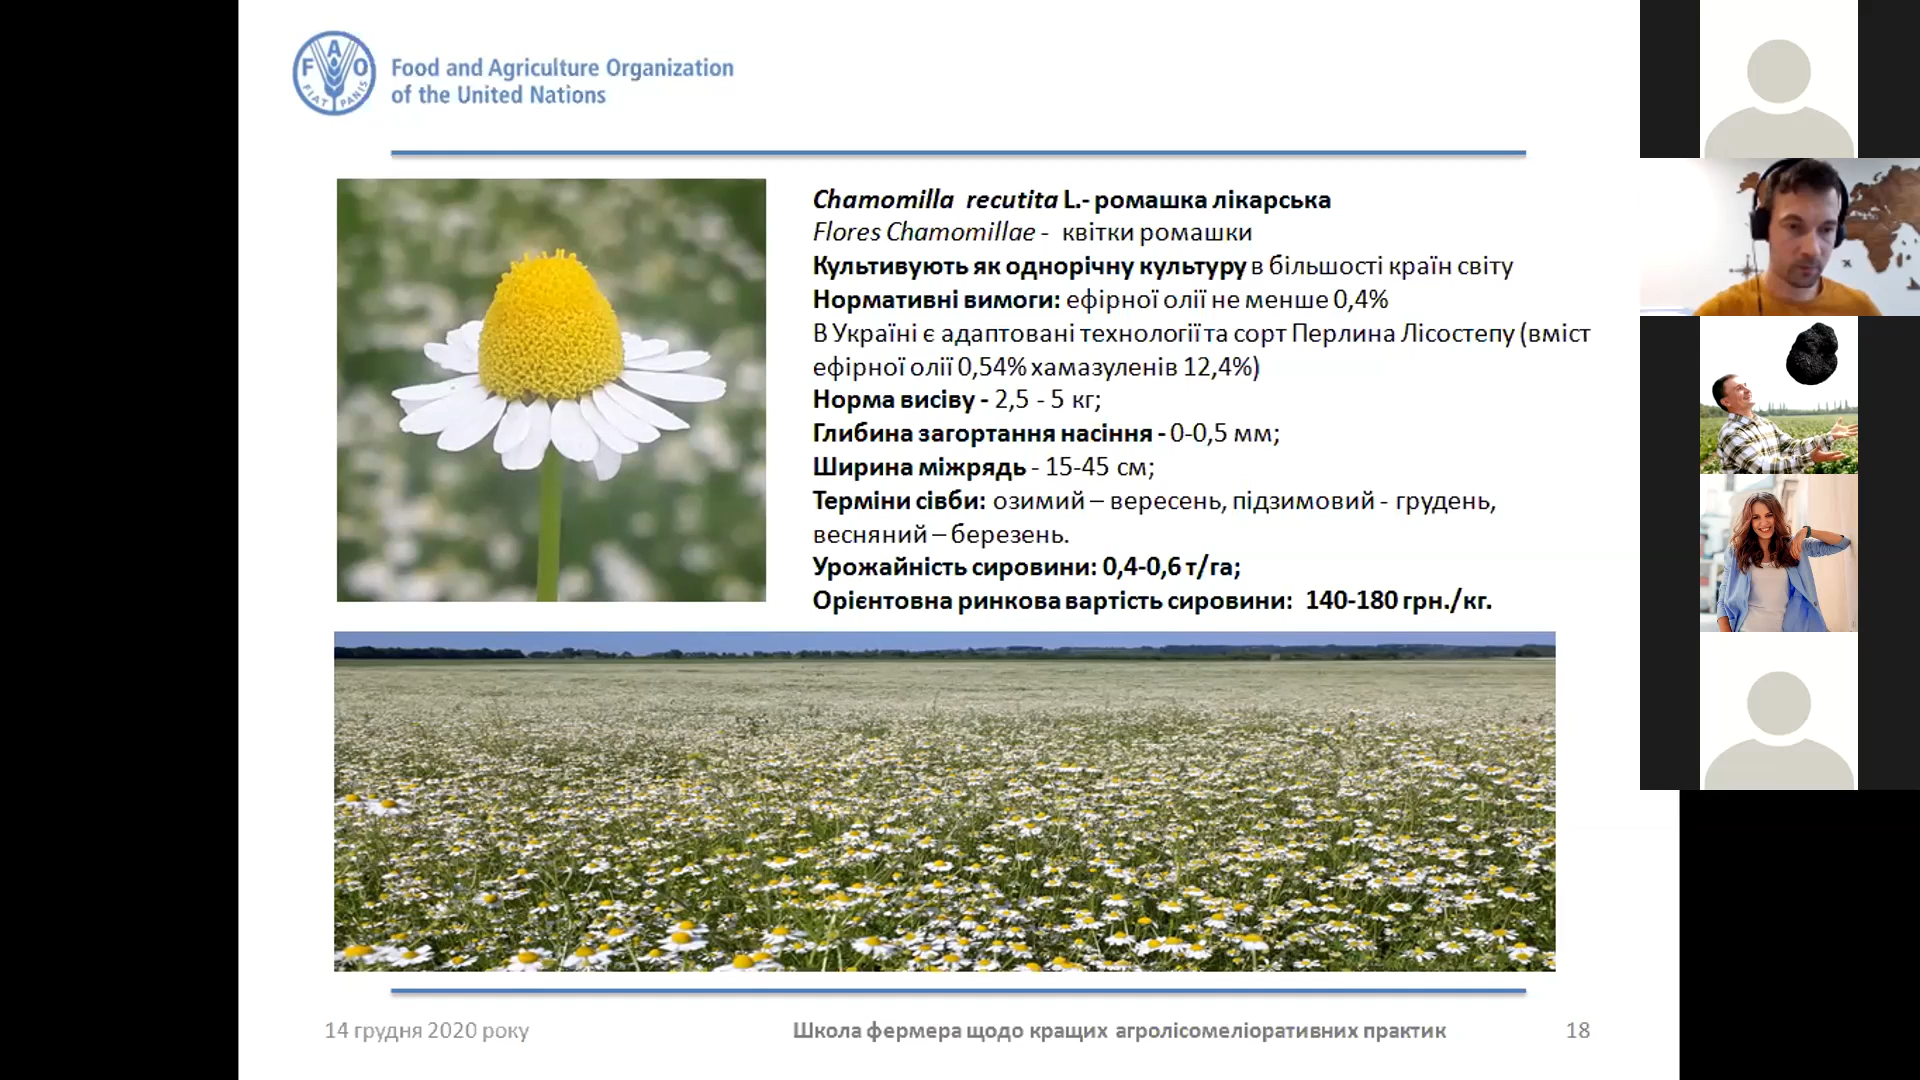 FAO
FIAT PANIS
Food and Agriculture Organization
of the United Nations
Chamomilla recutita L.- ромашка лікарська
Flores Chamomillae - квітки ромашки
Культивують як однорічну культуру в більшості країн світу
Нормативні вимоги: ефірної олії не менше 0,4%
В Україні є адаптовані технології та сорт Перлина Лісостепу (вміст
ефірної олії 0,54% хамазуленів 12,4%)
Норма висіву - 2,5 - 5 кг;
Глибина загортання насіння - 0-0,5 мм;
Ширина міжрядь - 15-45 см;
Терміни сівби: озимий – вересень, підзимовий - грудень,
весняний – березень.
Урожайність сировини: 0,4-0,6 т/га;
Орієнтовна ринкова вартість сировини: 140-180 грн./кг.
14 грудня 2020 року
Школа фермера щодо кращих агролісомеліоративних практик
18